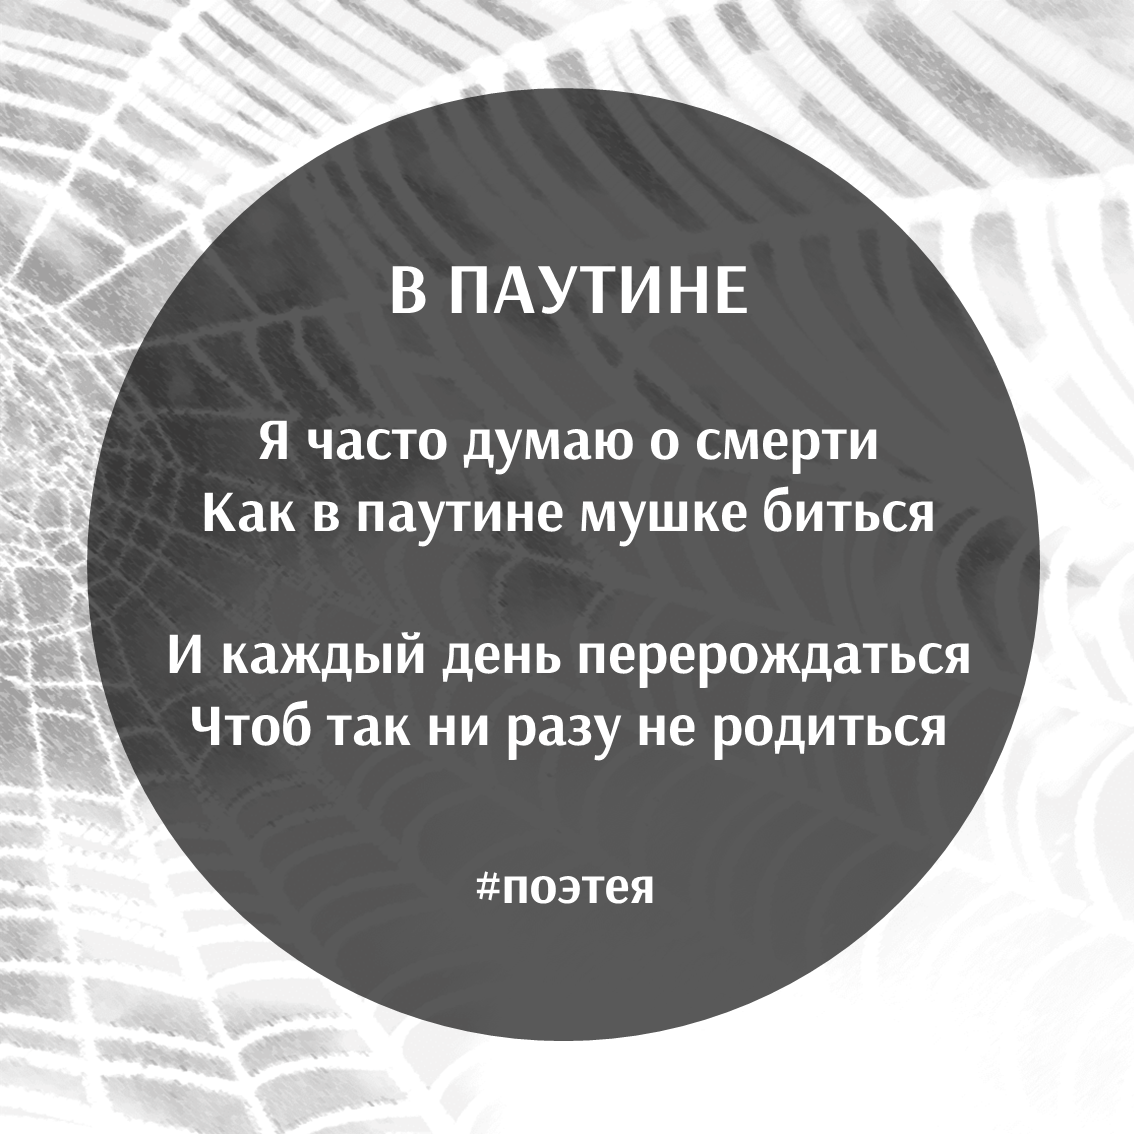 В ПАУТИНЕ
Я часто думаю о смерти
Как в паутине мушке биться
И каждый день перерождаться
Чтоб так ни разу не родиться
#поэтея